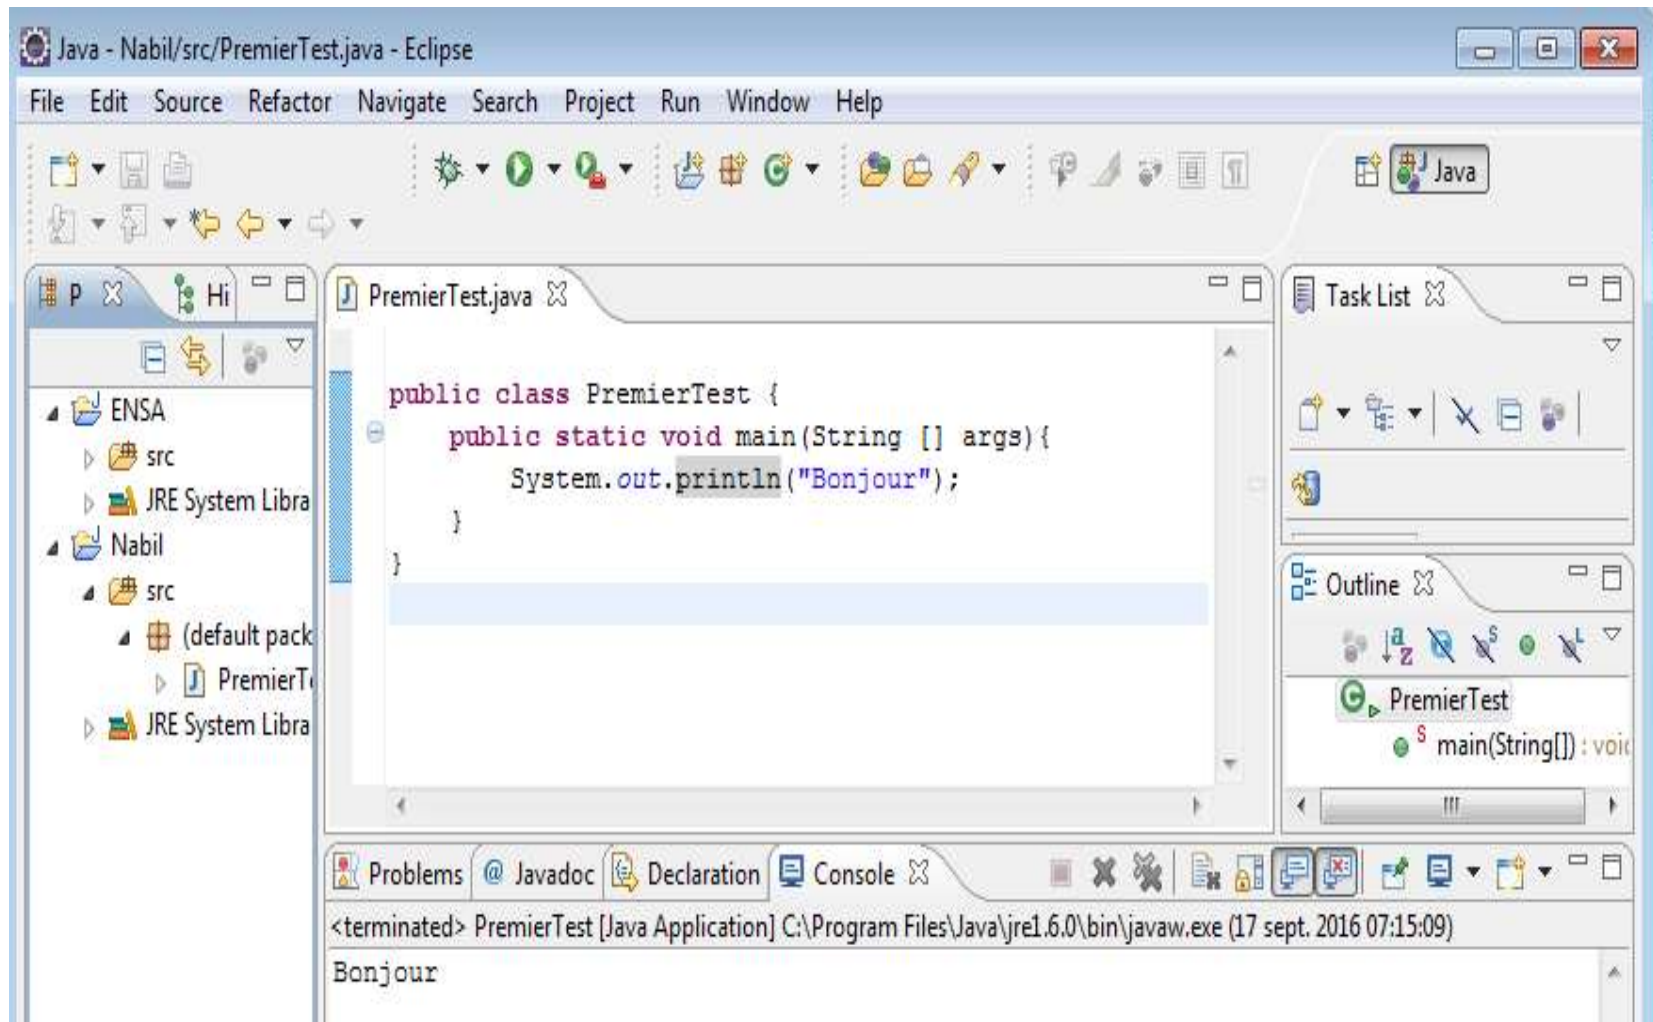 Java - Nabil/src/PremierTest.java - Eclipse
File Edit Source Refactor Navigate Search Project Run Window Help
Java
P Hi
ENSA
src
JRE System Libra
Nabil
src
(default pack
PremierT
JRE System Libra
PremierTest.java
public class PremierTest {
public static void main(String [] args){
System.out.println("Bonjour");
}
}
Task List
Outline
PremierTest
main(String[]) : void
Problems @ Javadoc Declaration Console
<terminated> PremierTest [Java Application] C:\Program Files\Java\jre1.6.0\bin\javaw.exe (17 sept. 2016 07:15:09)
Bonjour